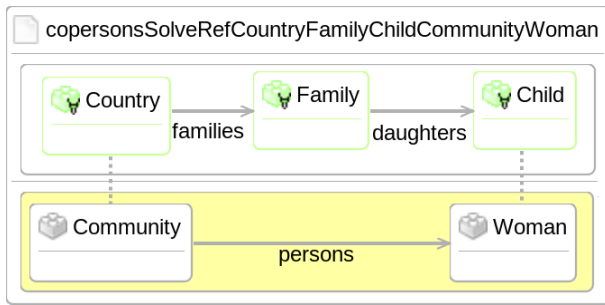 copersonsSolveRefCountryFamilyChildCommunityWoman
Country
Family
Child
families
daughters
Community
Woman
persons